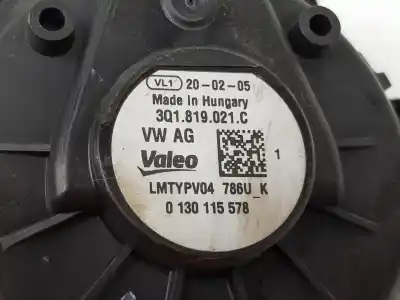 VL1 20-02-05
Made in Hungary
3Q1.819.021.C
VW AG
Valeo
1
LMTYPV04 786U_K
0 130 115 578